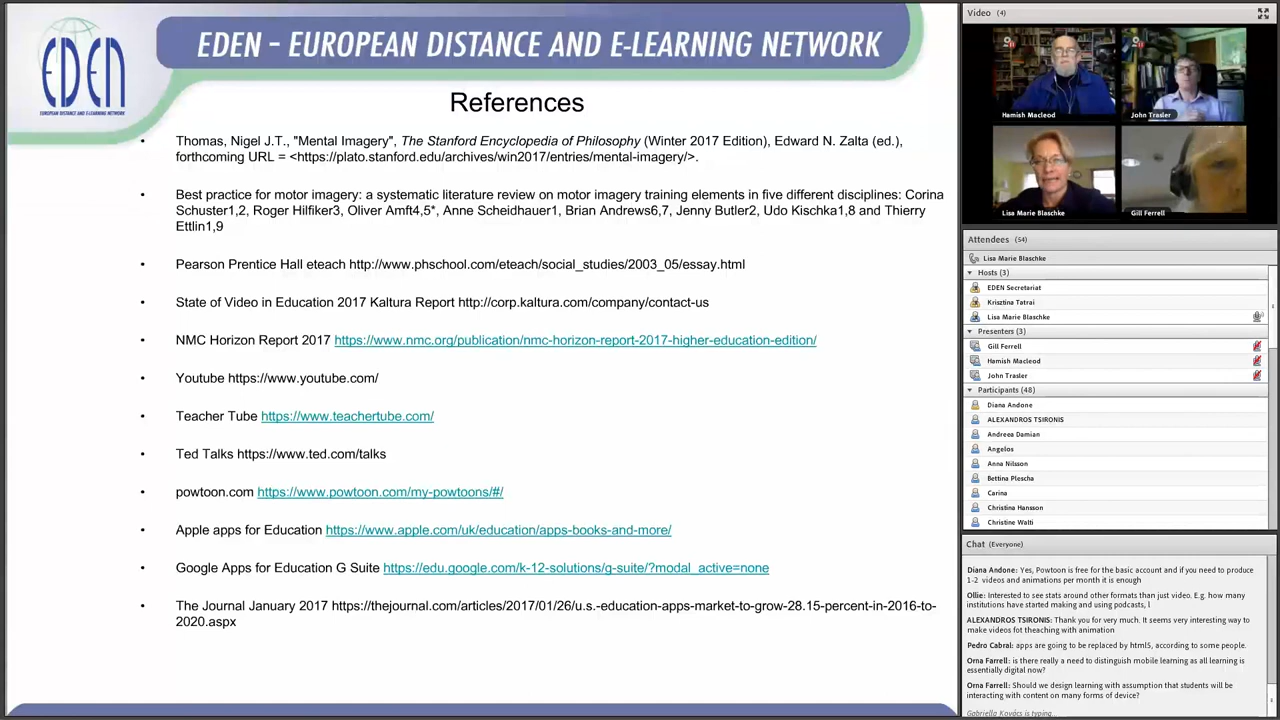 EDEN
EUROPEAN DISTANCE AND E-LEARNING NETWORK
EDEN – EUROPEAN DISTANCE AND E-LEARNING NETWORK
References
• Thomas, Nigel J.T., "Mental Imagery", The Stanford Encyclopedia of Philosophy (Winter 2017 Edition), Edward N. Zalta (ed.),
forthcoming URL = <https://plato.stanford.edu/archives/win2017/entries/mental-imagery/>.
• Best practice for motor imagery: a systematic literature review on motor imagery training elements in five different disciplines: Corina
Schuster1,2, Roger Hilfiker3, Oliver Amft4,5*, Anne Scheidhauer1, Brian Andrews6,7, Jenny Butler2, Udo Kischka1,8 and Thierry
Ettlin1,9
• Pearson Prentice Hall eteach http://www.phschool.com/eteach/social_studies/2003_05/essay.html
• State of Video in Education 2017 Kaltura Report http://corp.kaltura.com/company/contact-us
• NMC Horizon Report 2017 https://www.nmc.org/publication/nmc-horizon-report-2017-higher-education-edition/
• Youtube https://www.youtube.com/
• Teacher Tube https://www.teachertube.com/
• Ted Talks https://www.ted.com/talks
• powtoon.com https://www.powtoon.com/my-powtoons/#/
• Apple apps for Education https://www.apple.com/uk/education/apps-books-and-more/
• Google Apps for Education G Suite https://edu.google.com/k-12-solutions/g-suite/?modal_active=none
• The Journal January 2017 https://thejournal.com/articles/2017/01/26/u.s.-education-apps-market-to-grow-28.15-percent-in-2016-to-
2020.aspx
Video (4)
Hamish Macleod
John Trasler
Lisa Marie Blaschke
Gill Ferrell
Attendees (54)
Lisa Marie Blaschke
Hosts (3)
EDEN Secretariat
Krisztina Tatrai
Lisa Marie Blaschke
Presenters (3)
Gill Ferrell
Hamish Macleod
John Trasler
Participants (48)
Diana Andone
ALEXANDROS TSIRONIS
Andreea Damian
Angelos
Anna Nilsson
Bettina Plescha
Carina
Christina Hansson
Christine Walti
Chat (Everyone)
Diana Andone: Yes, Powtoon is free for the basic account and if you need to produce
1-2 videos and animations per month it is enough
Ollie: Interested to see stats around other formats than just video. E.g. how many
institutions have started making and using podcasts, I
ALEXANDROS TSIRONIS: Thank you for very much. It seems very interesting way to
make videos fot theaching with animation
Pedro Cabral: apps are going to be replaced by html5, according to some people.
Orna Farrell: is there really a need to distinguish mobile learning as all learning is
essentially digital now?
Orna Farrell: Should we design learning with assumption that students will be
interacting with content on many forms of device?
Gabriella Kovács is typing...